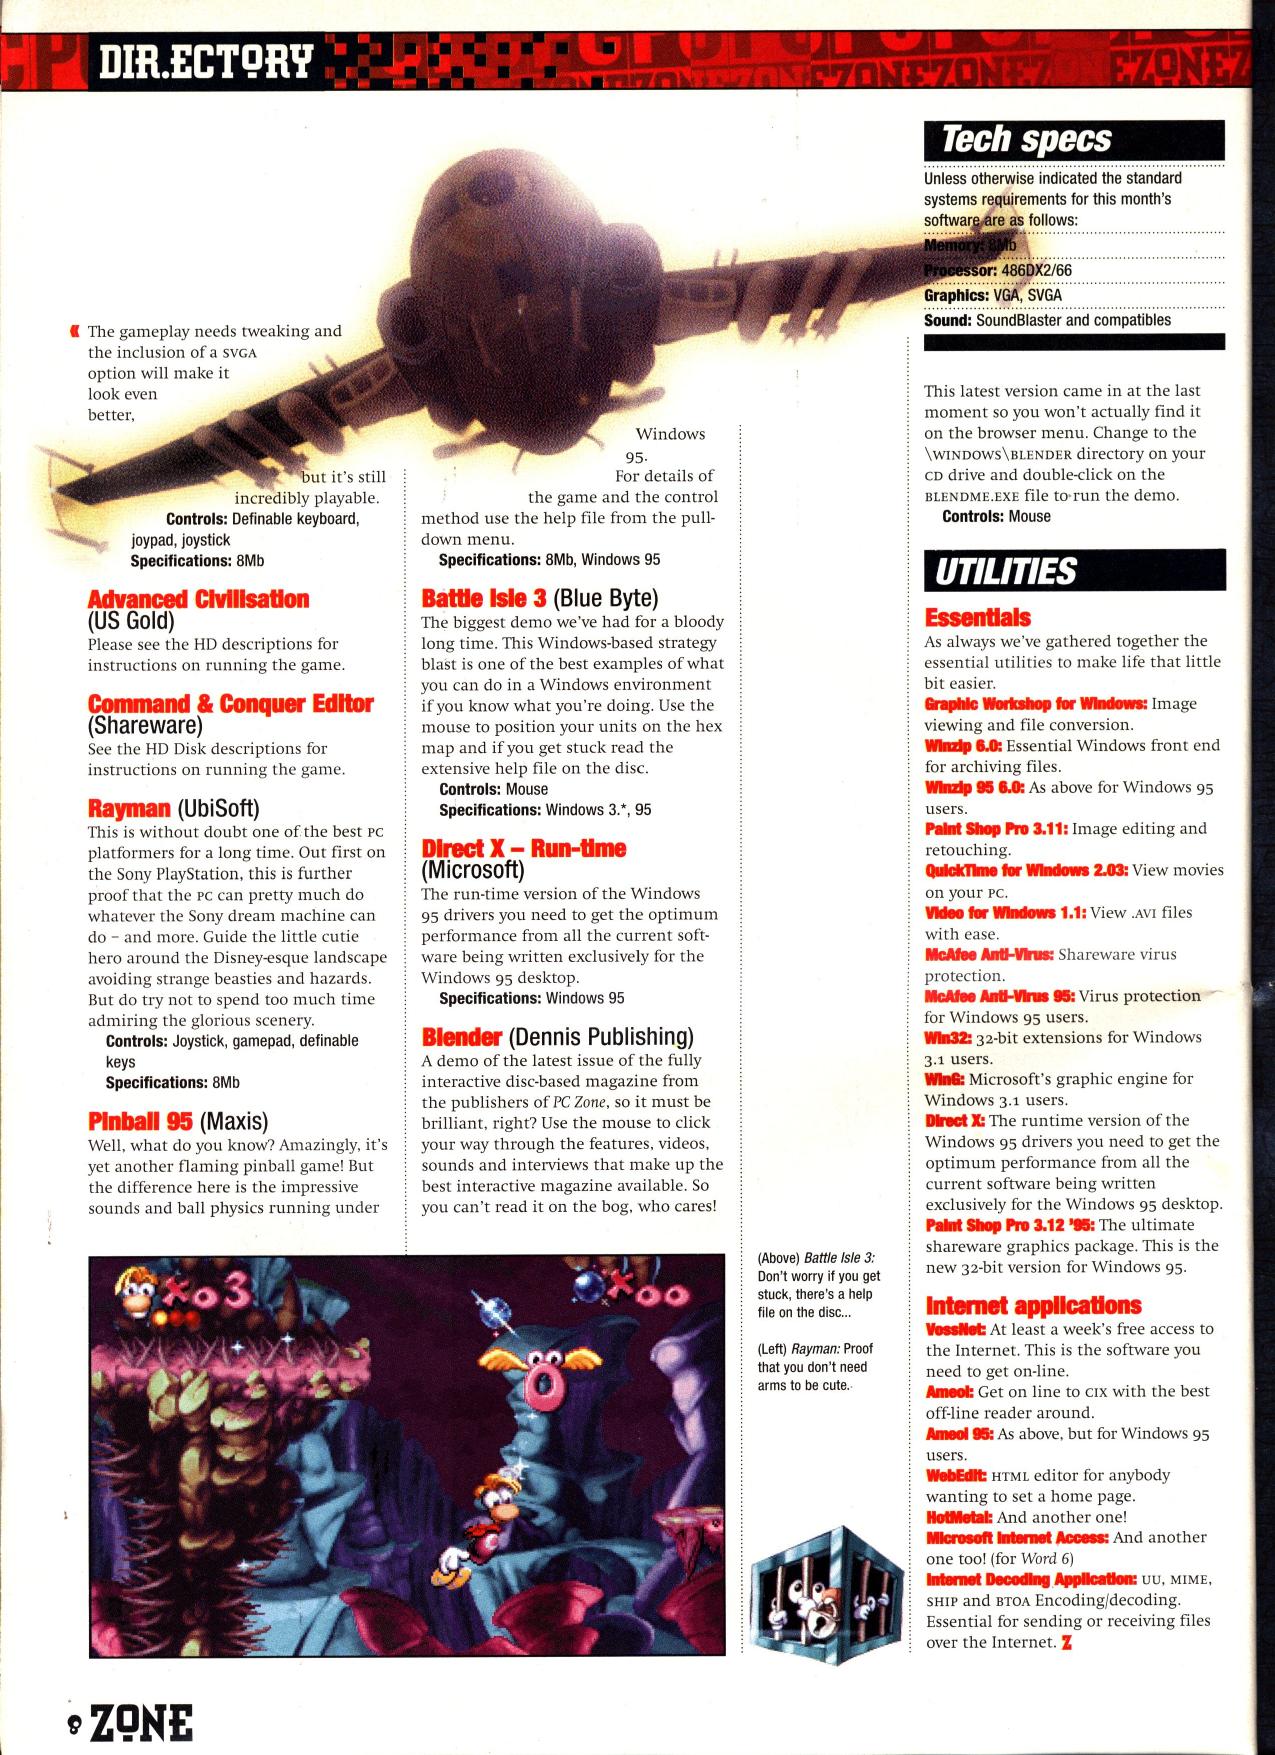 DIR.ECTORY
The gameplay needs tweaking and
the inclusion of a SVGA
option will make it
look even
better,
but it's still
incredibly playable.
Controls: Definable keyboard,
joypad, joystick
Specifications: 8Mb
Advanced Civilisation
(US Gold)
Please see the HD descriptions for
instructions on running the game.
Command & Conquer Editor
(Shareware)
See the HD Disk descriptions for
instructions on running the game.
Rayman (UbiSoft)
This is without doubt one of the best PC
platformers for a long time. Out first on
the Sony PlayStation, this is further
proof that the PC can pretty much do
whatever the Sony dream machine can
do – and more. Guide the little cutie
hero around the Disney-esque landscape
avoiding strange beasties and hazards.
But do try not to spend too much time
admiring the glorious scenery.
Controls: Joystick, gamepad, definable
keys
Specifications: 8Mb
Pinball 95 (Maxis)
Well, what do you know? Amazingly, it's
yet another flaming pinball game! But
the difference here is the impressive
sounds and ball physics running under
Windows
95.
For details of
the game and the control
method use the help file from the pull-
down menu.
Specifications: 8Mb, Windows 95
Battle Isle 3 (Blue Byte)
The biggest demo we've had for a bloody
long time. This Windows-based strategy
blast is one of the best examples of what
you can do in a Windows environment
if you know what you're doing. Use the
mouse to position your units on the hex
map and if you get stuck read the
extensive help file on the disc.
Controls: Mouse
Specifications: Windows 3.*, 95
Direct X – Run-time
(Microsoft)
The run-time version of the Windows
95 drivers you need to get the optimum
performance from all the current soft-
ware being written exclusively for the
Windows 95 desktop.
Specifications: Windows 95
Blender (Dennis Publishing)
A demo of the latest issue of the fully
interactive disc-based magazine from
the publishers of PC Zone, so it must be
brilliant, right? Use the mouse to click
your way through the features, videos,
sounds and interviews that make up the
best interactive magazine available. So
you can't read it on the bog, who cares!
(Above) Battle Isle 3:
Don't worry if you get
stuck, there's a help
file on the disc...
(Left) Rayman: Proof
that you don't need
arms to be cute.
Tech specs
Unless otherwise indicated the standard
systems requirements for this month's
software are as follows:
Memory: 8Mb
Processor: 486DX2/66
Graphics: VGA, SVGA
Sound: SoundBlaster and compatibles
This latest version came in at the last
moment so you won't actually find it
on the browser menu. Change to the
\WINDOWS\BLENDER directory on your
CD drive and double-click on the
BLENDME.EXE file to run the demo.
Controls: Mouse
UTILITIES
Essentials
As always we've gathered together the
essential utilities to make life that little
bit easier.
Graphic Workshop for Windows: Image
viewing and file conversion.
Winzip 6.0: Essential Windows front end
for archiving files.
Winzip 95 6.0: As above for Windows 95
users.
Paint Shop Pro 3.11: Image editing and
retouching.
QuickTime for Windows 2.03: View movies
on your PC.
Video for Windows 1.1: View .AVI files
with ease.
McAfee Anti-Virus: Shareware virus
protection.
McAfee Anti-Virus 95: Virus protection
for Windows 95 users.
Win32: 32-bit extensions for Windows
3.1 users.
WinG: Microsoft's graphic engine for
Windows 3.1 users.
Direct X: The runtime version of the
Windows 95 drivers you need to get the
optimum performance from all the
current software being written
exclusively for the Windows 95 desktop.
Paint Shop Pro 3.12 '95: The ultimate
shareware graphics package. This is the
new 32-bit version for Windows 95.
Internet applications
VossNet: At least a week's free access to
the Internet. This is the software you
need to get on-line.
Ameol: Get on line to CIX with the best
off-line reader around.
Ameol 95: As above, but for Windows 95
users.
WebEdit: HTML editor for anybody
wanting to set a home page.
HotMetal: And another one!
Microsoft Internet Access: And another
one too! (for Word 6)
Internet Decoding Application: UU, MIME,
SHIP and BTOA Encoding/decoding.
Essential for sending or receiving files
over the Internet. Z
8 ZONE